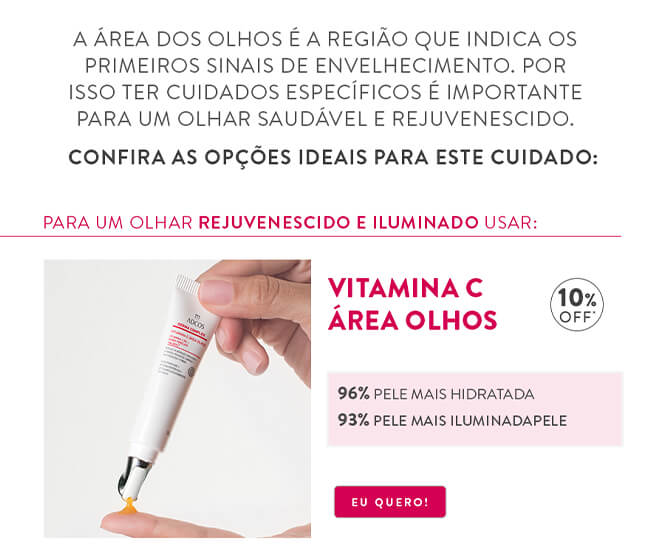 A ÁREA DOS OLHOS É A REGIÃO QUE INDICA OS
PRIMEIROS SINAIS DE ENVELHECIMENTO. POR
ISSO TER CUIDADOS ESPECÍFICOS É IMPORTANTE
PARA UM OLHAR SAUDÁVEL E REJUVENESCIDO.
CONFIRA AS OPÇÕES IDEAIS PARA ESTE CUIDADO:
PARA UM OLHAR REJUVENESCIDO E ILUMINADO USAR:
ADCOS
DERMA COMPLEX
VITAMINA C
ÁREA OLHOS
10%
OFF*
96% PELE MAIS HIDRATADA
93% PELE MAIS ILUMINADAPELE
EU QUERO!